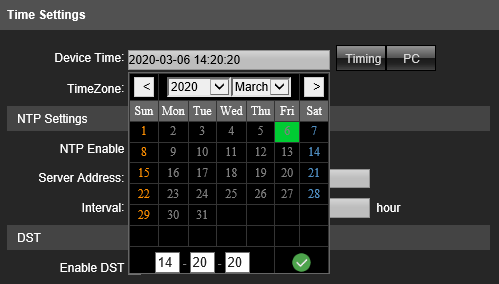 Time Settings
Device Time: 2020-03-06 14:20:20 Timing PC
TimeZone: < 2020 March >
Sun Mon Tue Wed Thu Fri Sat
1 2 3 4 5 6 7
NTP Settings
8 9 10 11 12 13 14
NTP Enable
15 16 17 18 19 20 21
Server Address:
22 23 24 25 26 27 28
Interval: hour
29 30 31
DST
14 - 20 - 20
Enable DST